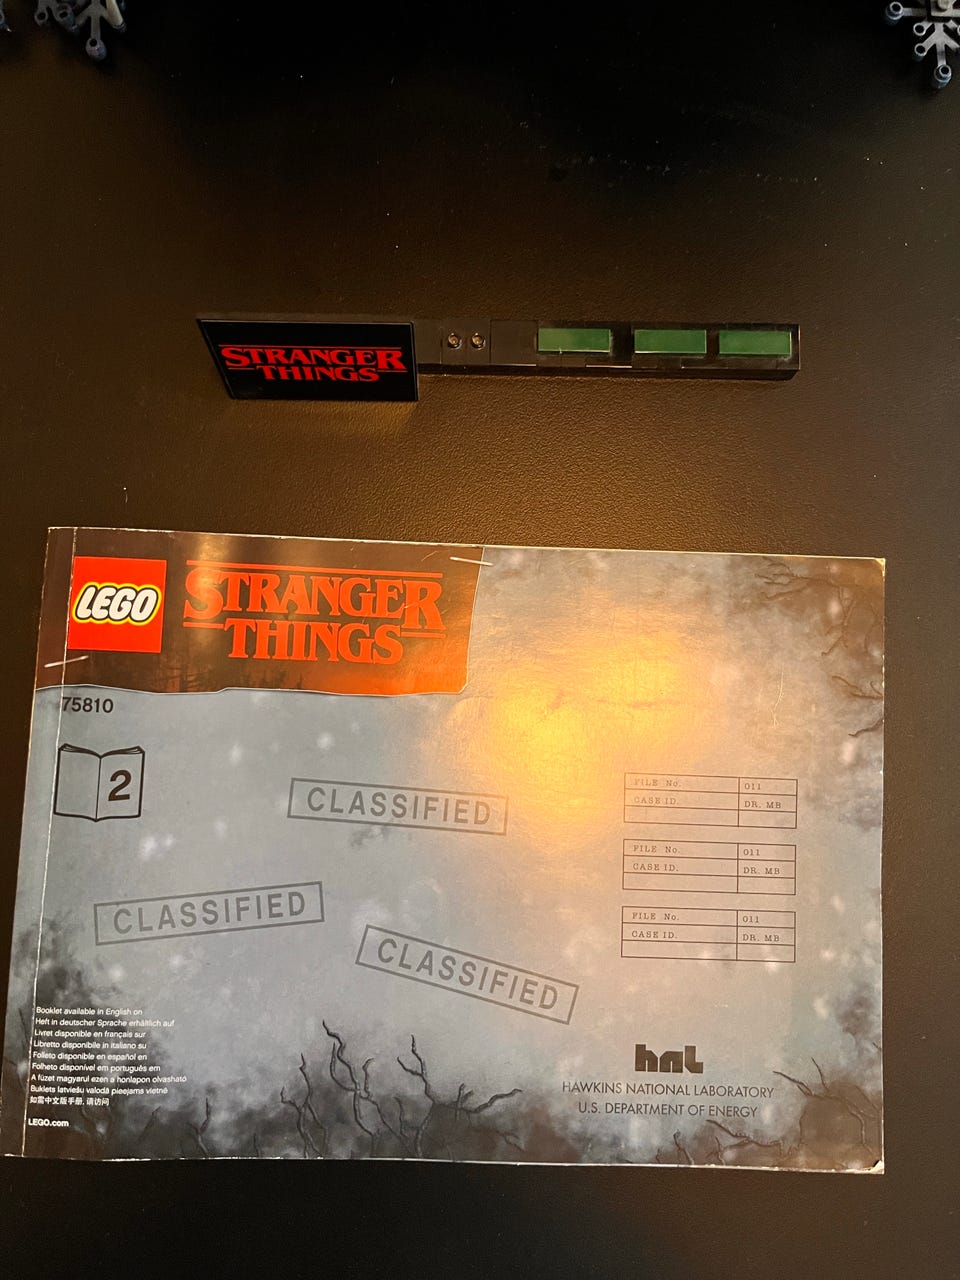 STRANGER
THINGS
LEGO
STRANGER
THINGS
75810
2
CLASSIFIED
CLASSIFIED
CLASSIFIED
FILE No. 011
CASE ID. DR. MB
FILE No. 011
CASE ID. DR. MB
FILE No. 011
CASE ID. DR. MB
Booklet available in English on
Heft in deutscher Sprache erhältlich auf
Livret disponible en français sur
Libretto disponibile in italiano su
Folleto disponible en español en
Folheto disponível em português em
A füzet magyarul ezen a honlapon olvasható
Buklets latviešu valodā pieejams vietnē
如需中文版手册, 请访问
LEGO.com
hnl
HAWKINS NATIONAL LABORATORY
U.S. DEPARTMENT OF ENERGY